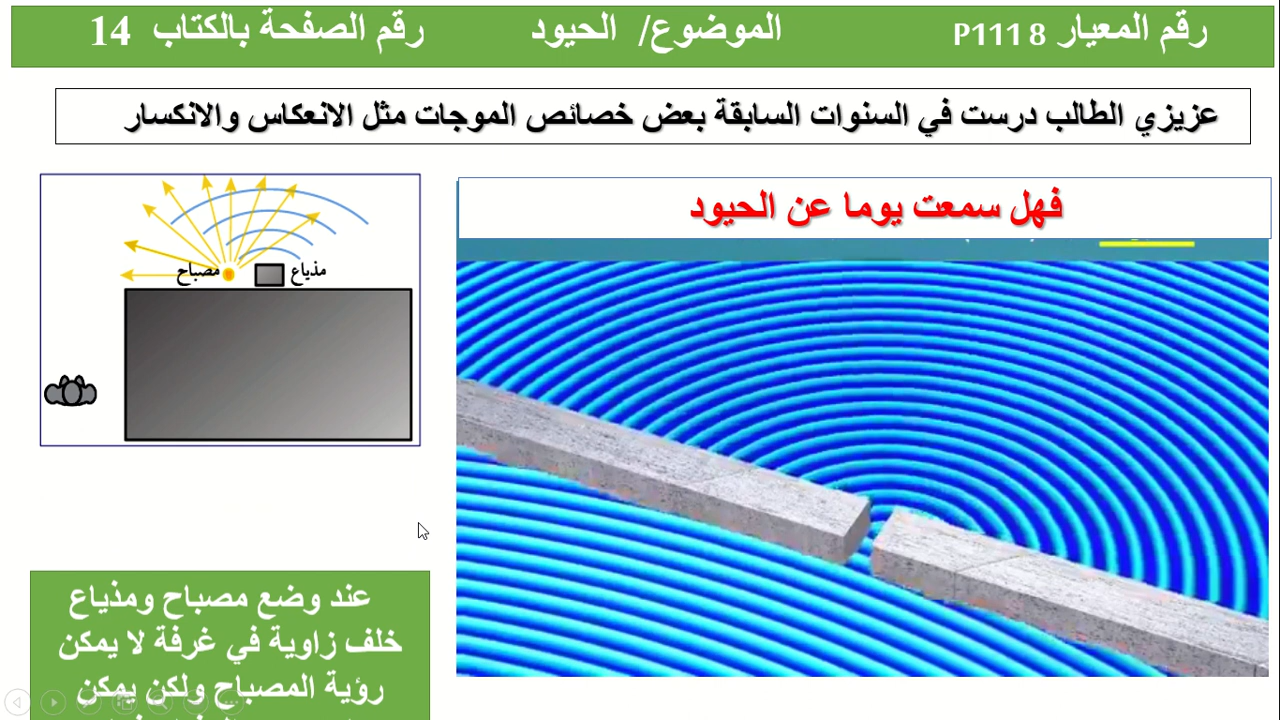 رقم المعيار P111 8 الموضوع/ الحيود رقم الصفحة بالكتاب 14
عزيزي الطالب درست في السنوات السابقة بعض خصائص الموجات مثل الانعكاس والانكسار
فهل سمعت يوما عن الحيود
مصباح
مذياع
عند وضع مصباح ومذياع
خلف زاوية في غرفة لا يمكن
ر�ية المصباح ولكن يمكن